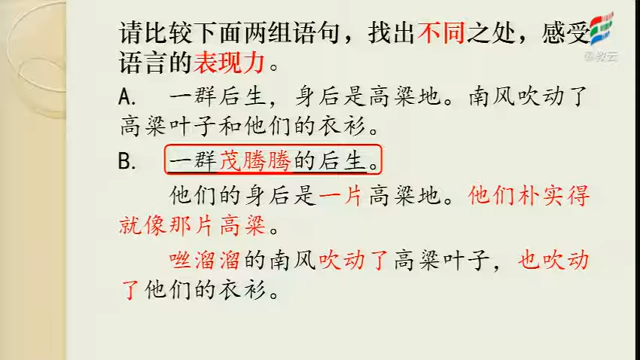 请比较下面两组语句，找出不同之处，感受
语言的表现力。
A. 一群后生，身后是高粱地。南风吹动了
高粱叶子和他们的衣衫。
B. 一群茂腾腾的后生。
他们的身后是一片高粱地。他们朴实得
就像那片高粱。
咝溜溜的南风吹动了高粱叶子，也吹动
了他们的衣衫。